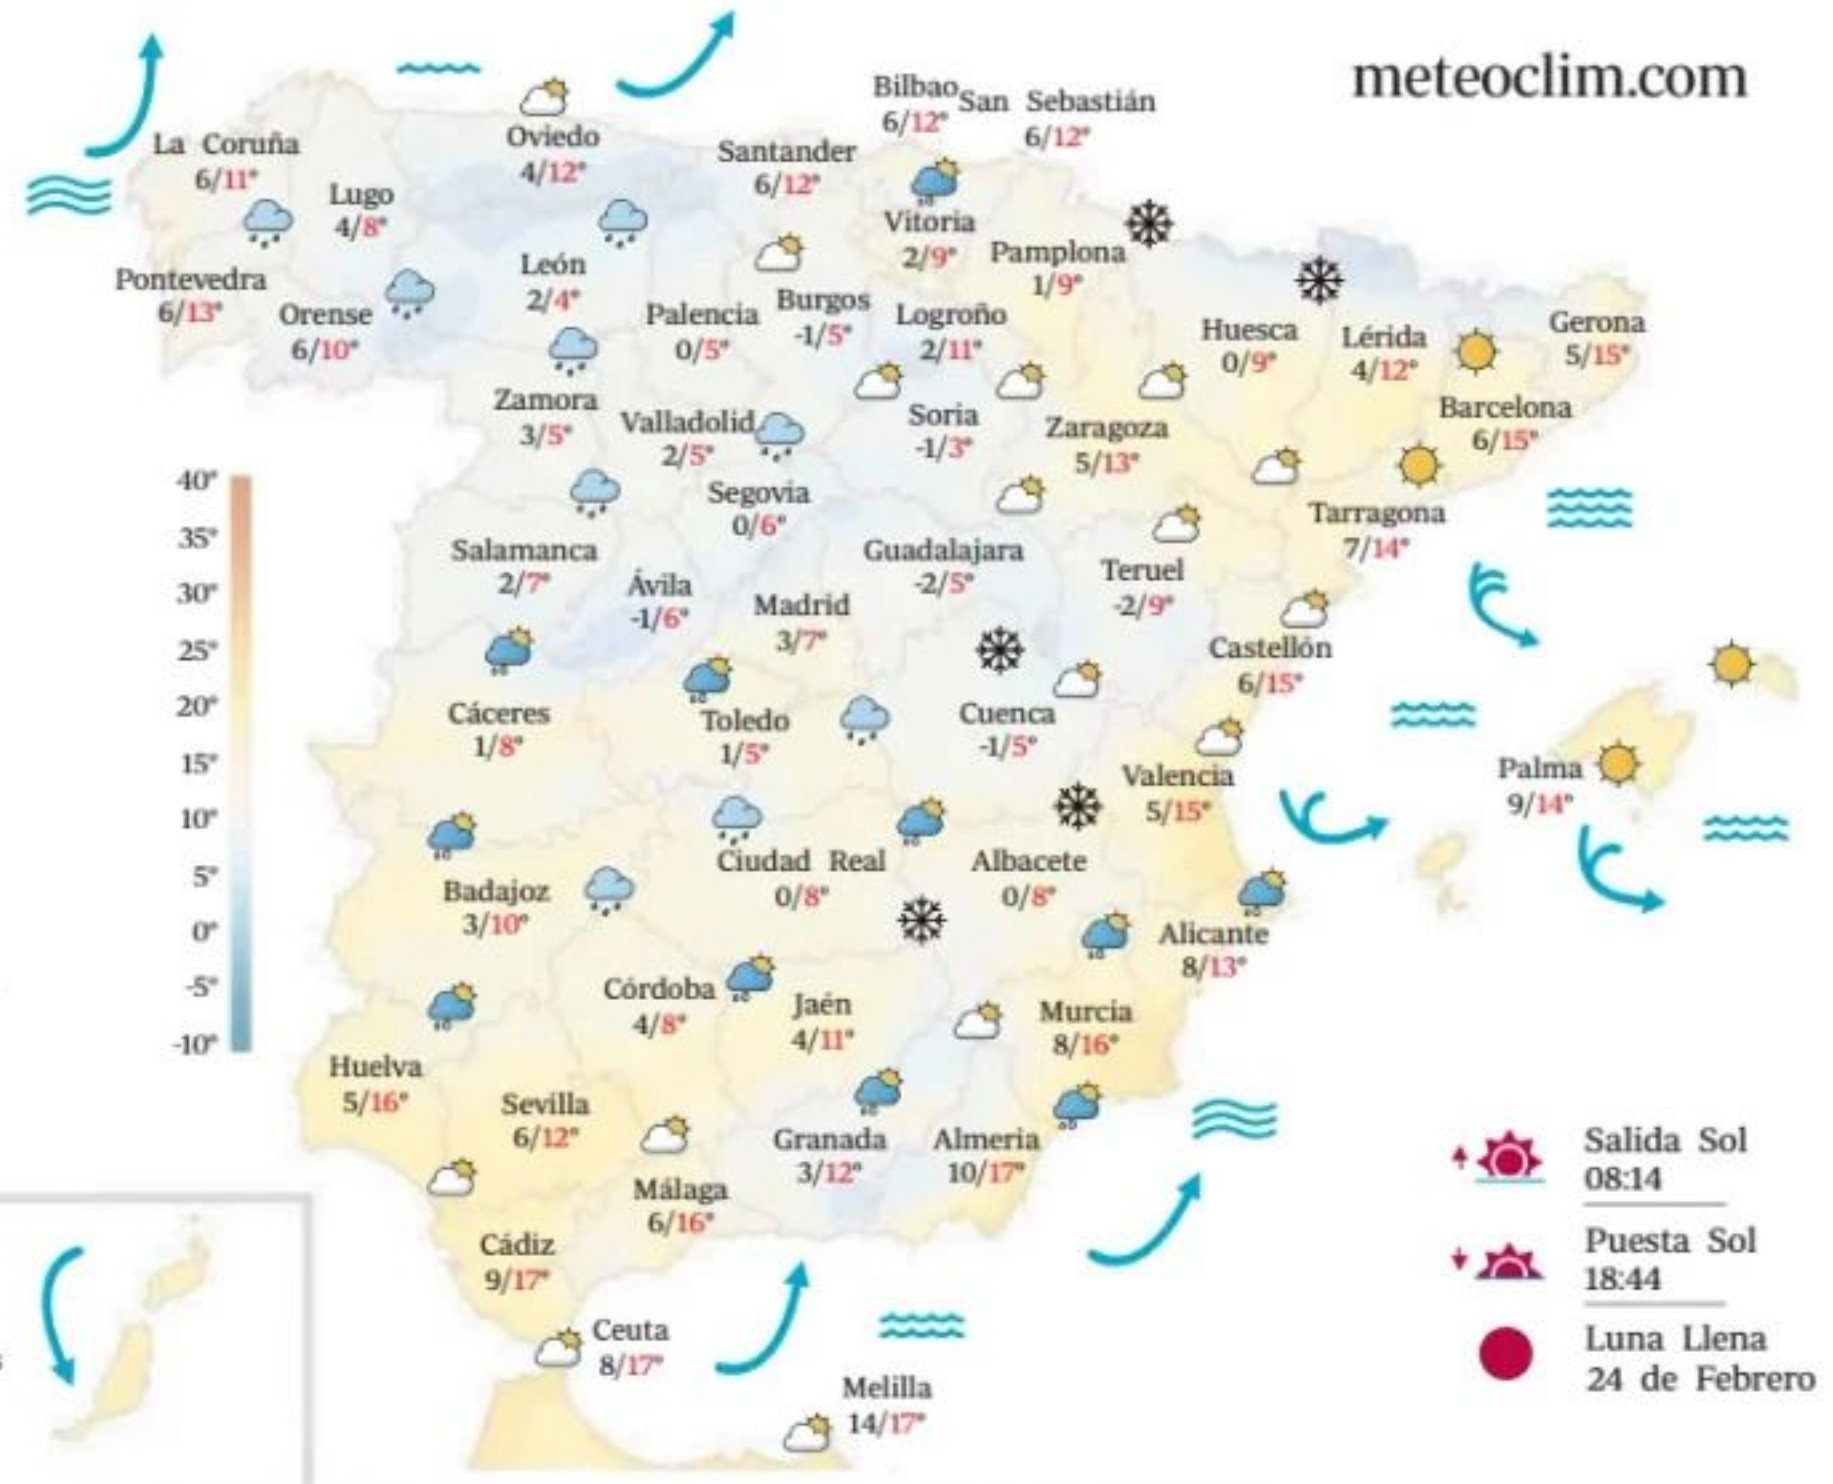 meteoclim.com
Bilbao
6/12°
San Sebastián
6/12°
La Coruña
6/11°
Oviedo
4/12°
Santander
6/12°
Lugo
4/8°
Vitoria
2/9°
Pamplona
1/9°
Pontevedra
6/13°
Orense
6/10°
León
2/4°
Palencia
0/5°
Burgos
-1/5°
Logroño
2/11°
Huesca
0/9°
Lérida
4/12°
Gerona
5/15°
Zamora
3/5°
Valladolid
2/5°
Soria
-1/3°
Zaragoza
5/13°
Barcelona
6/15°
Segovia
0/6°
Tarragona
7/14°
Salamanca
2/7°
Ávila
-1/6°
Madrid
3/7°
Guadalajara
-2/5°
Teruel
-2/9°
Castellón
6/15°
Cáceres
1/8°
Toledo
1/5°
Cuenca
-1/5°
Valencia
5/15°
Palma
9/14°
Badajoz
3/10°
Ciudad Real
0/8°
Albacete
0/8°
Alicante
8/13°
Córdoba
4/8°
Jaén
4/11°
Murcia
8/16°
Huelva
5/16°
Sevilla
6/12°
Granada
3/12°
Almeria
10/17°
Málaga
6/16°
Cádiz
9/17°
Ceuta
8/17°
Melilla
14/17°
40°
35°
30°
25°
20°
15°
10°
5°
0°
-5°
-10°
Salida Sol
08:14
Puesta Sol
18:44
Luna Llena
24 de Febrero